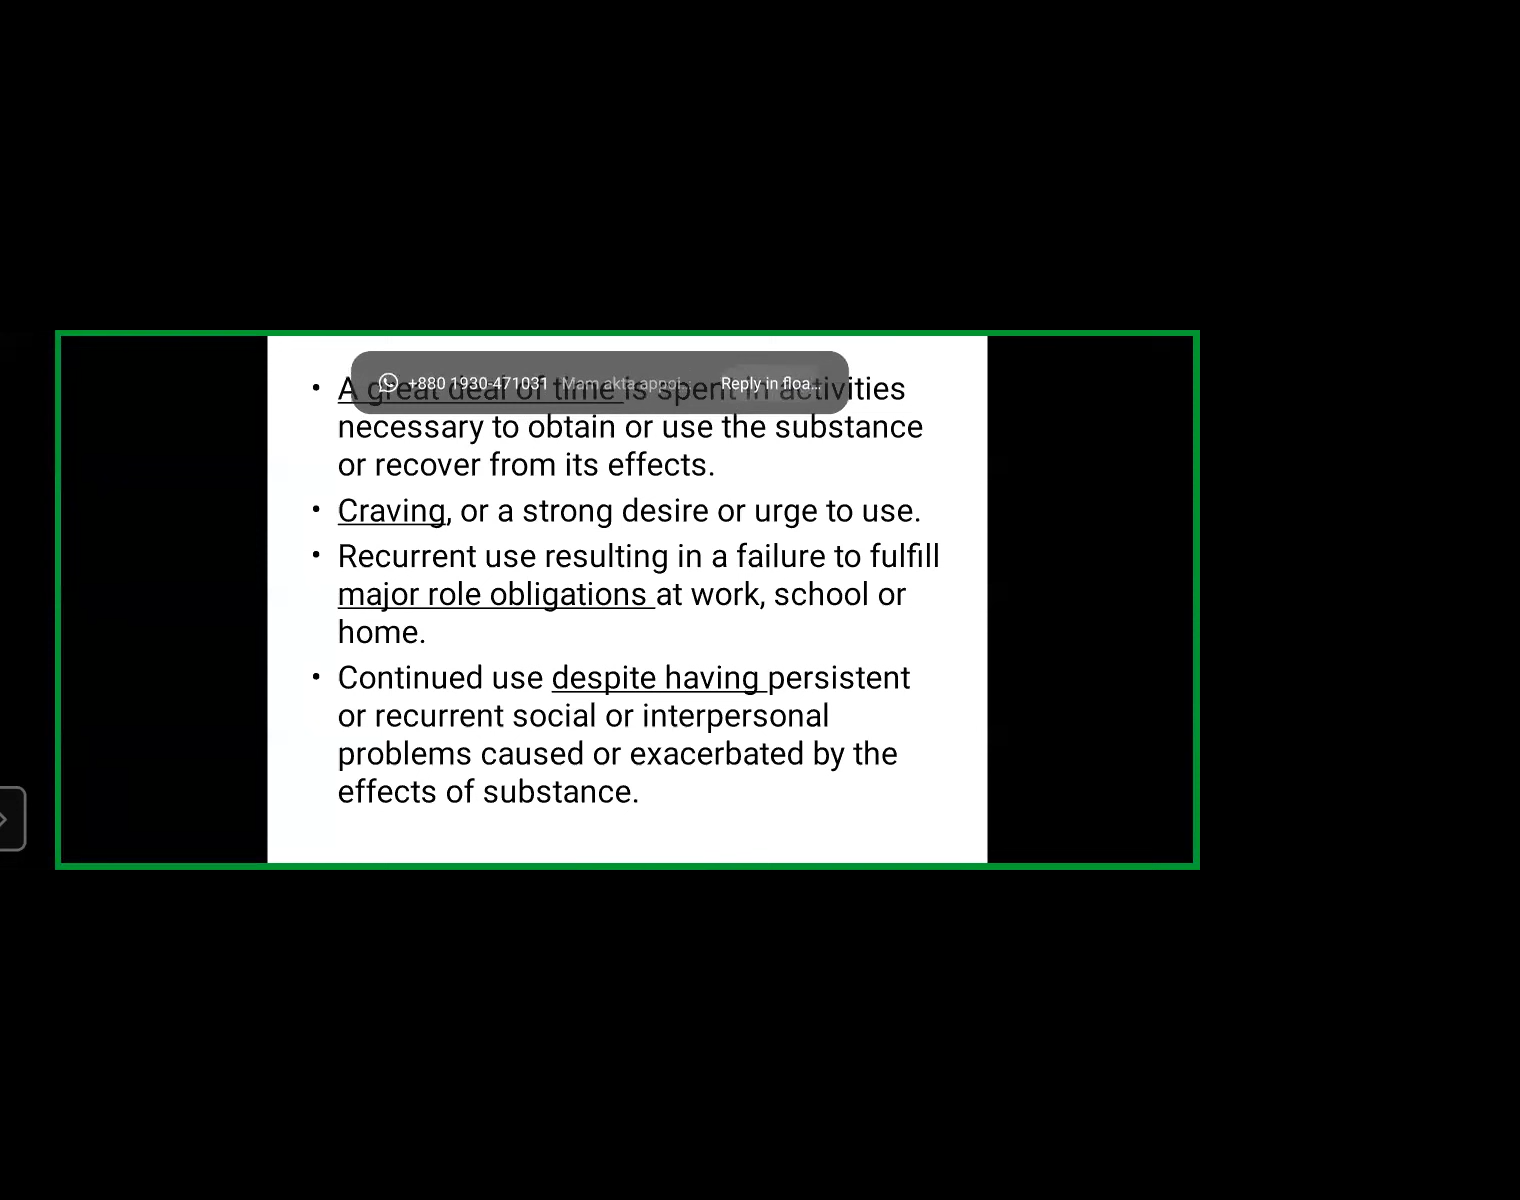 +880 1930-471031 Mam akta appoi... Reply in floa...
• A great deal of time is spent in activities
necessary to obtain or use the substance
or recover from its effects.
• Craving, or a strong desire or urge to use.
• Recurrent use resulting in a failure to fulfill
major role obligations at work, school or
home.
• Continued use despite having persistent
or recurrent social or interpersonal
problems caused or exacerbated by the
effects of substance.